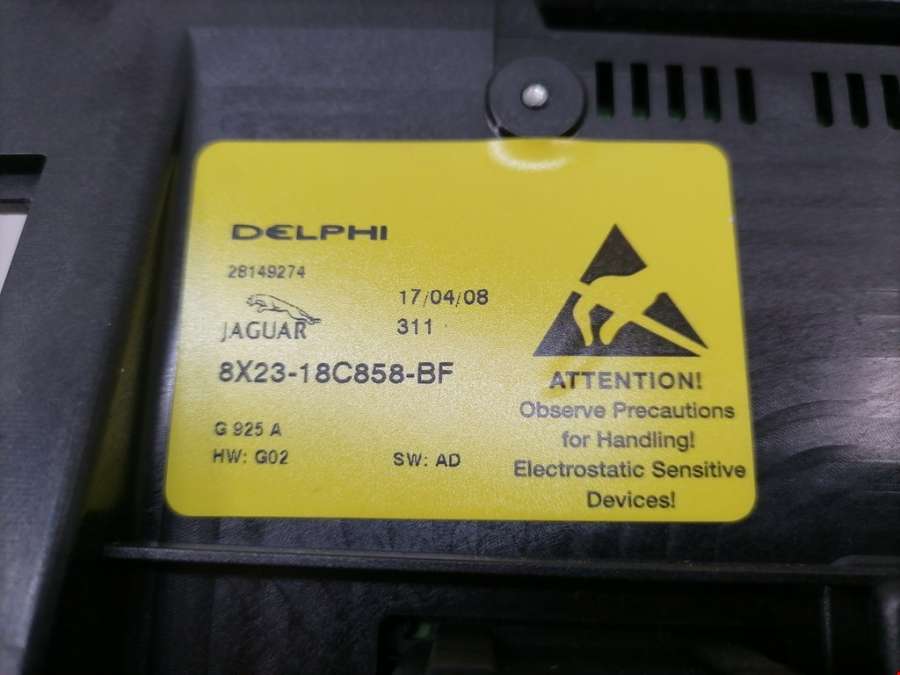 DELPHI
28149274
17/04/08
JAGUAR
311
8X23-18C858-BF
G 925 A
HW: G02
SW: AD
ATTENTION!
Observe Precautions
for Handling!
Electrostatic Sensitive
Devices!